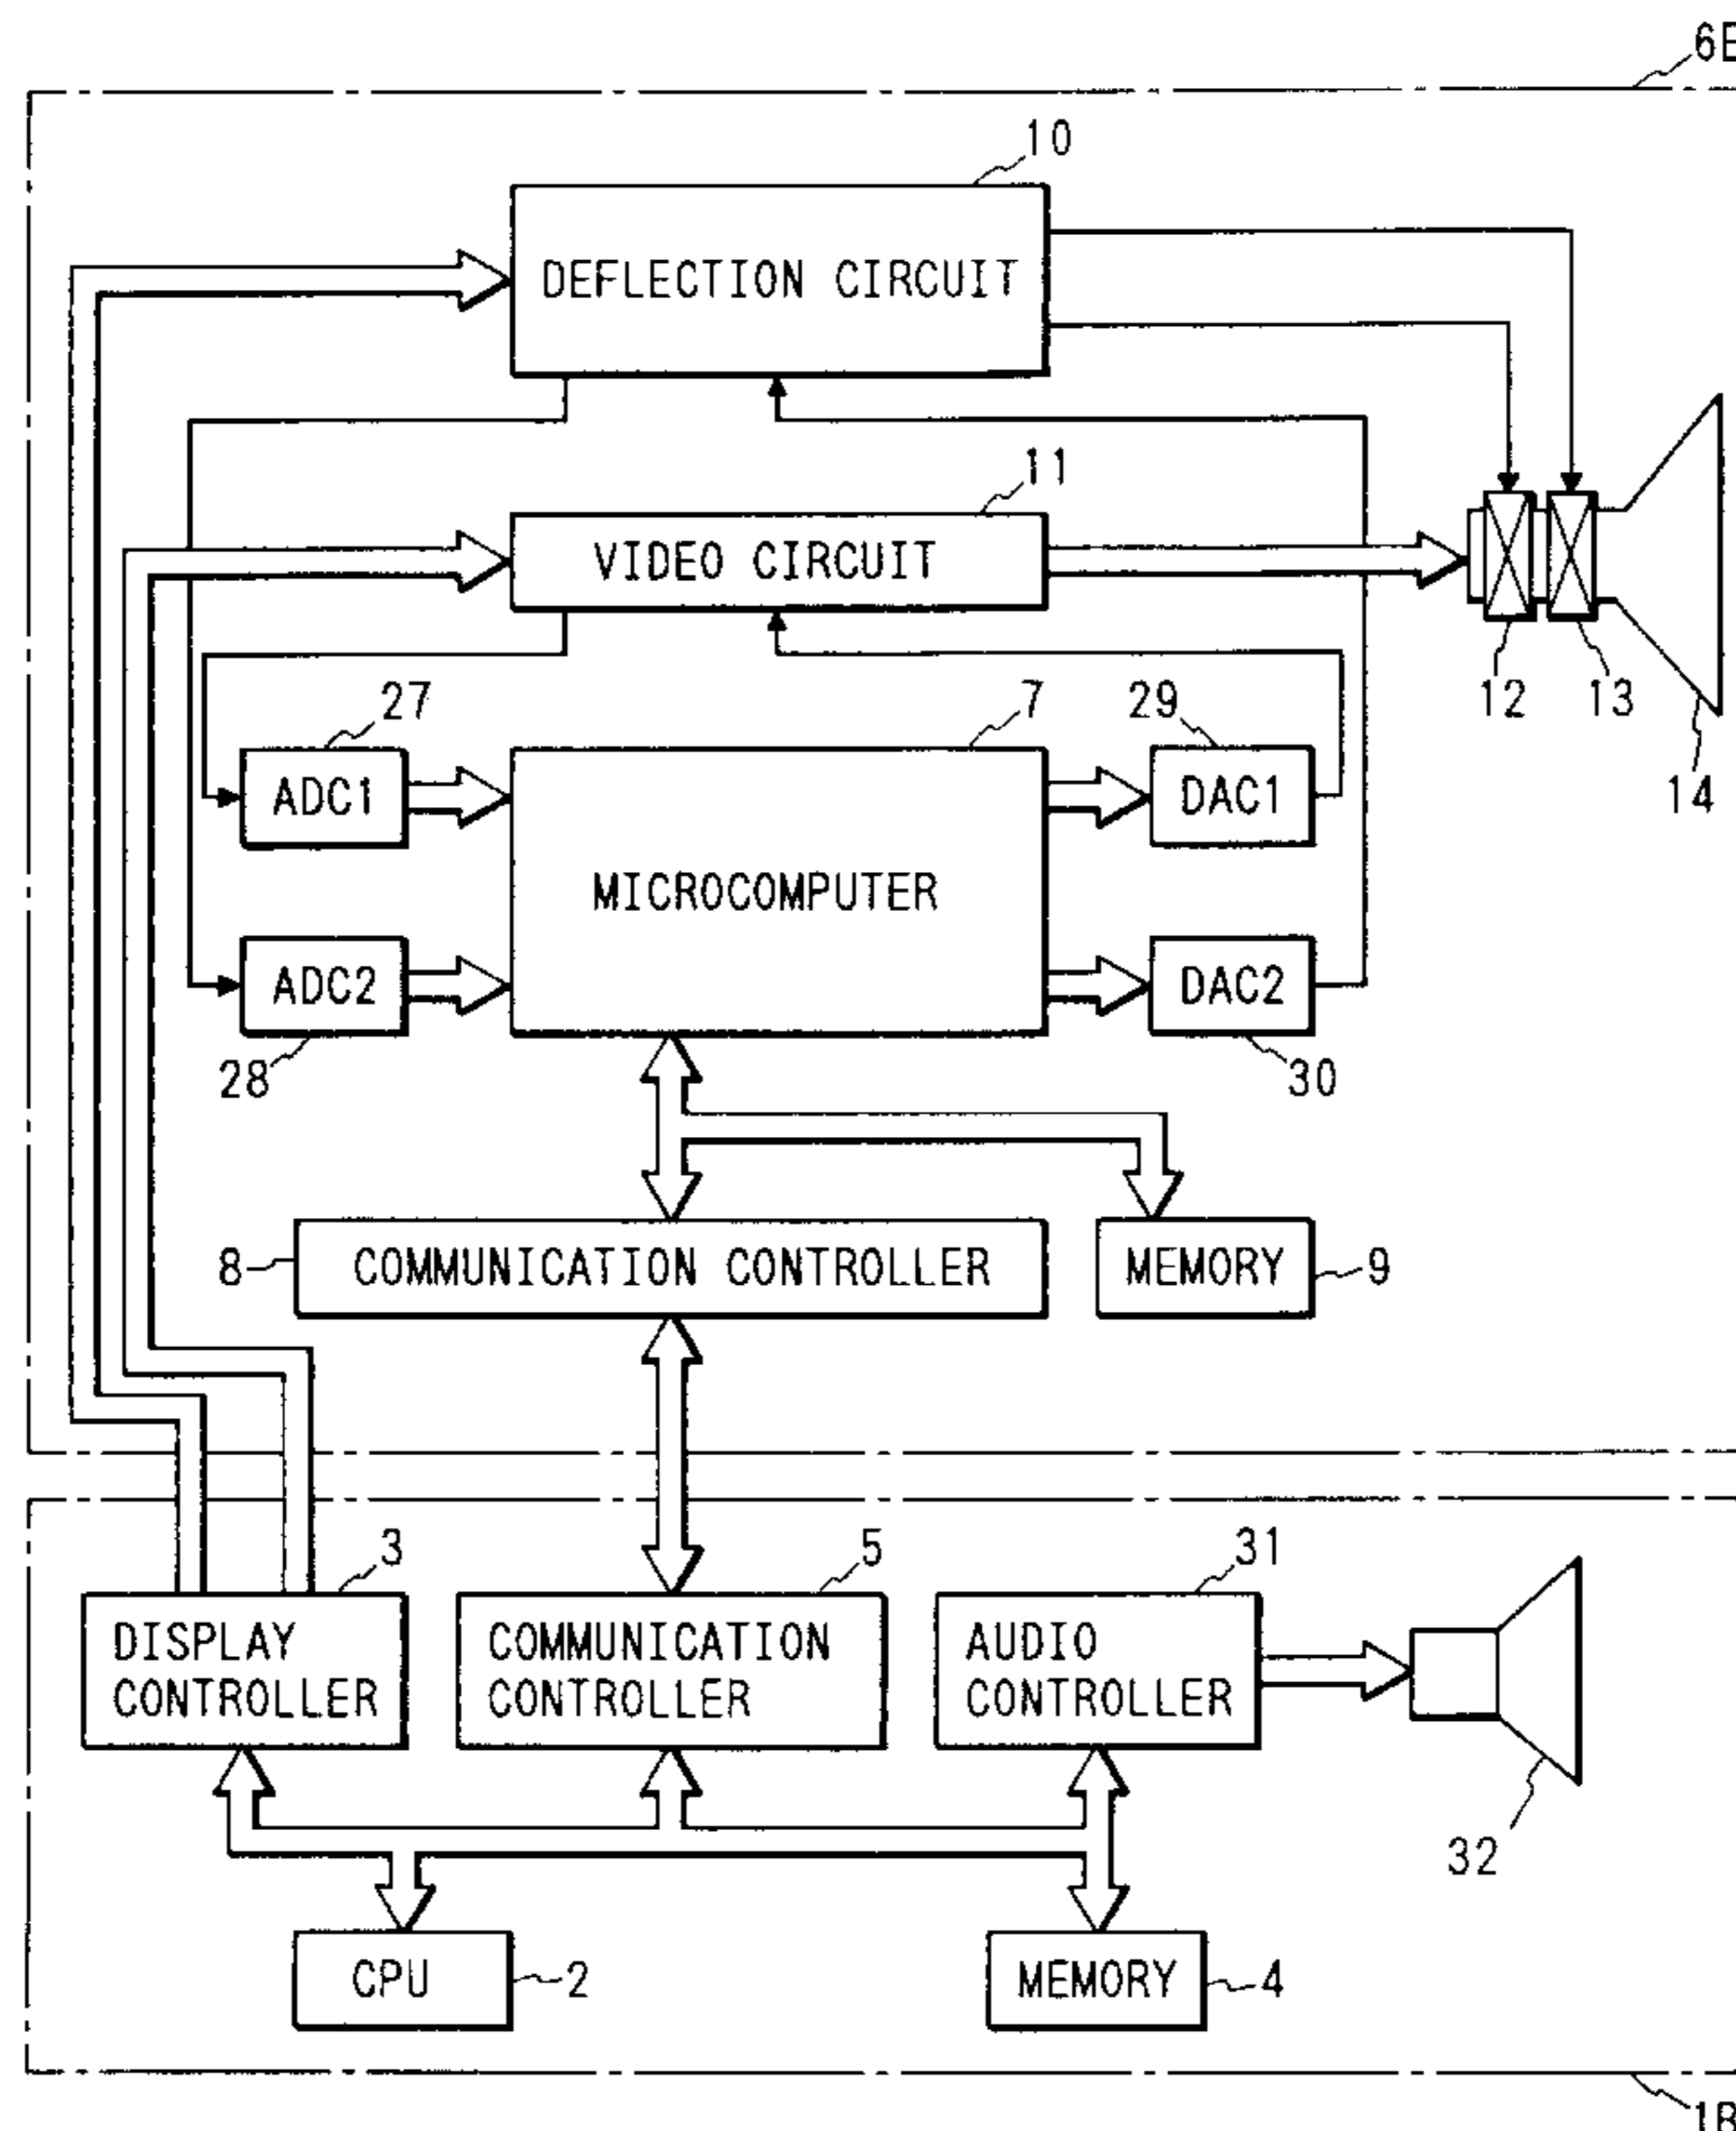 6E
10
DEFLECTION CIRCUIT
11
VIDEO CIRCUIT
12
13
14
27
7
29
ADC1
DAC1
MICROCOMPUTER
ADC2
DAC2
28
30
8
COMMUNICATION CONTROLLER
MEMORY
9
3
5
31
DISPLAY
CONTROLLER
COMMUNICATION
CONTROLLER
AUDIO
CONTROLLER
32
CPU
2
MEMORY
4
1B